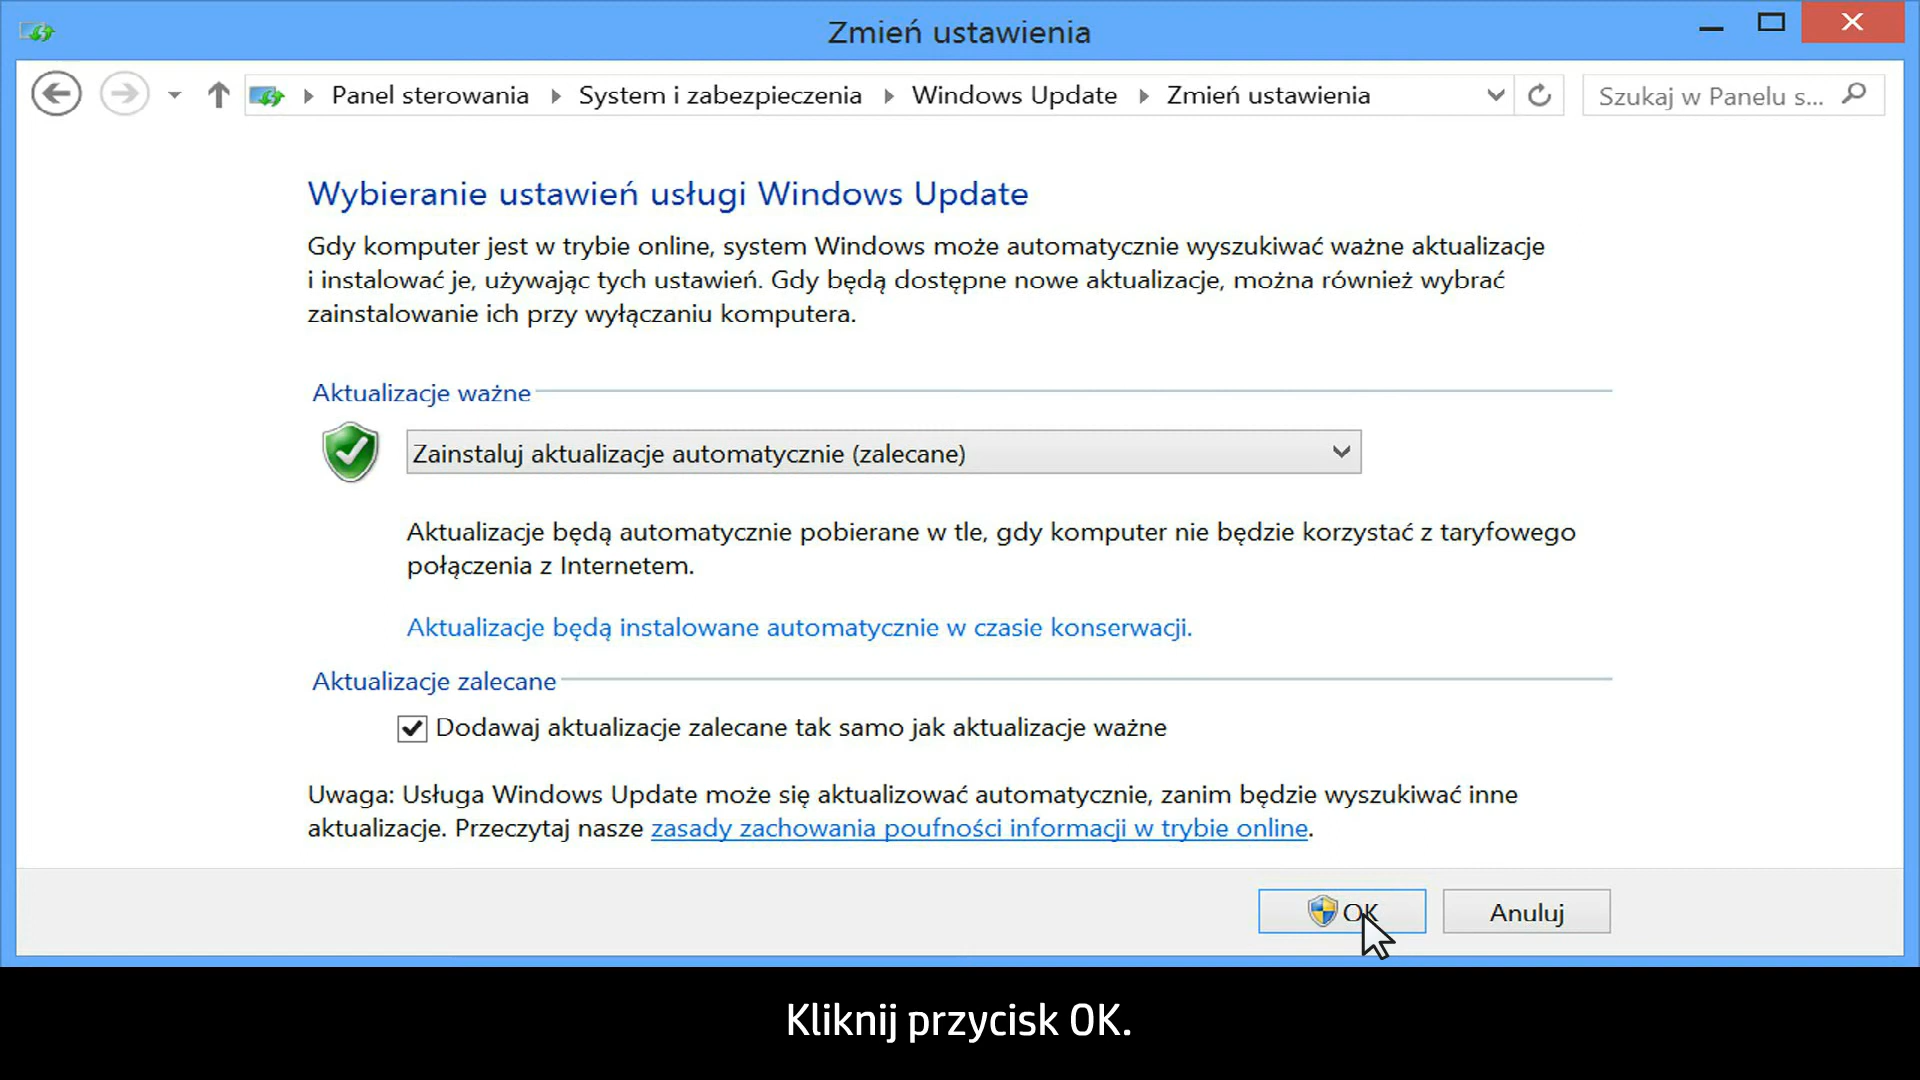 Zmień ustawienia
Panel sterowania
System i zabezpieczenia
Windows Update
Zmień ustawienia
Szukaj w Panelu s...
Wybieranie ustawień usługi Windows Update
Gdy komputer jest w trybie online, system Windows może automatycznie wyszukiwać ważne aktualizacje
i instalować je, używając tych ustawień. Gdy będą dostępne nowe aktualizacje, można również wybrać
zainstalowanie ich przy wyłączaniu komputera.
Aktualizacje ważne
Zainstaluj aktualizacje automatycznie (zalecane)
Aktualizacje będą automatycznie pobierane w tle, gdy komputer nie będzie korzystać z taryfowego
połączenia z Internetem.
Aktualizacje będą instalowane automatycznie w czasie konserwacji.
Aktualizacje zalecane
Dodawaj aktualizacje zalecane tak samo jak aktualizacje ważne
Uwaga: Usługa Windows Update może się aktualizować automatycznie, zanim będzie wyszukiwać inne
aktualizacje. Przeczytaj nasze zasady zachowania poufności informacji w trybie online.
OK
Anuluj
Kliknij przycisk OK.